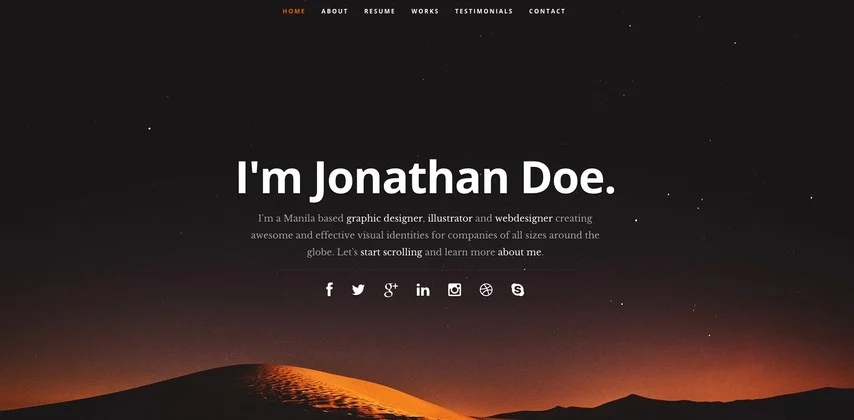 HOME ABOUT RESUME WORKS TESTIMONIALS CONTACT
I'm Jonathan Doe.
I'm a Manila based graphic designer, illustrator and webdesigner creating
awesome and effective visual identities for companies of all sizes around the
globe. Let's start scrolling and learn more about me.